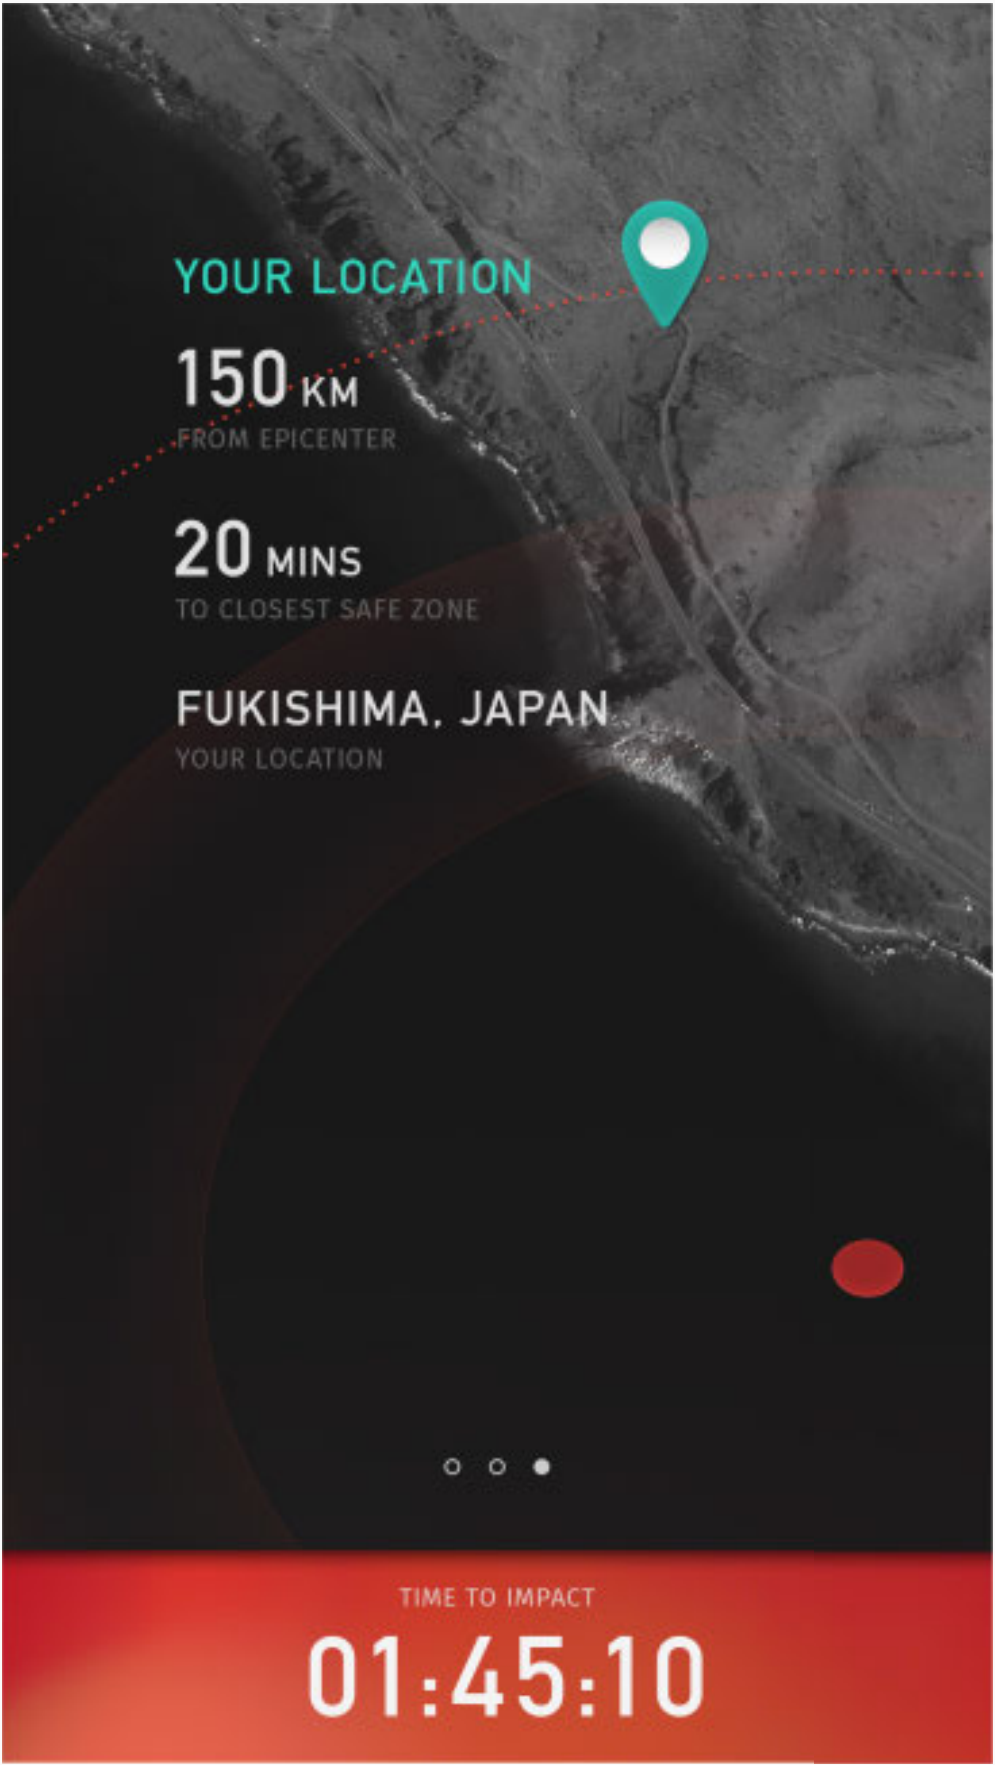 YOUR LOCATION
150 KM
FROM EPICENTER
20 MINS
TO CLOSEST SAFE ZONE
FUKISHIMA, JAPAN
YOUR LOCATION
TIME TO IMPACT
01:45:10